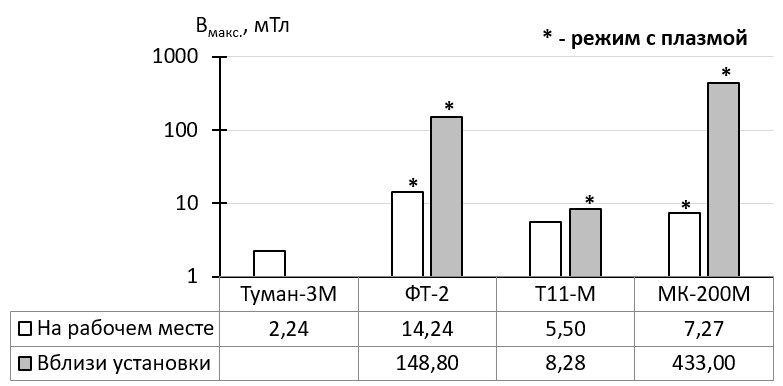 Bмакс., мТл
* - режим с плазмой
1000
100
10
1
* * * * *
Туман-3М ФТ-2 Т11-М МК-200М
На рабочем месте 2,24 14,24 5,50 7,27
Вблизи установки 148,80 8,28 433,00